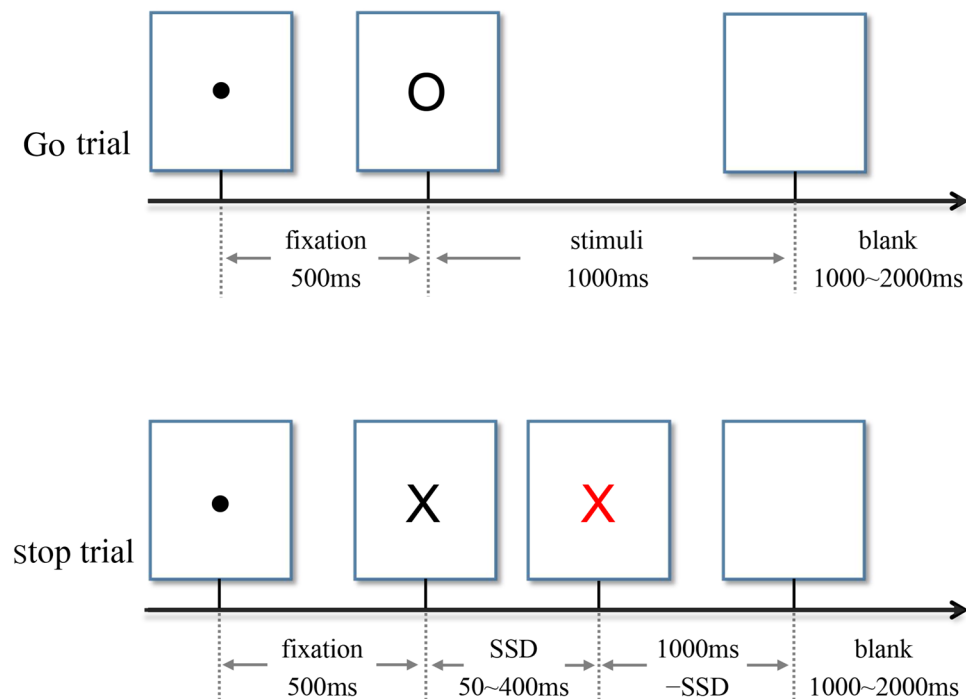 O
Go trial
fixation
500ms
stimuli
1000ms
blank
1000~2000ms
X
X
stop trial
fixation
500ms
SSD
50~400ms
1000ms
−SSD
blank
1000~2000ms